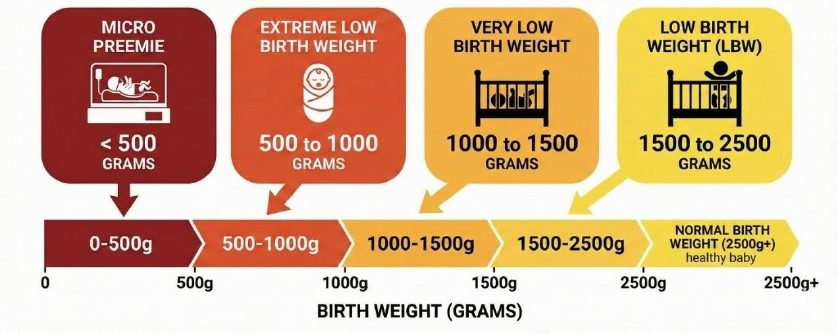 MICRO
PREEMIE
< 500
GRAMS
EXTREME LOW
BIRTH WEIGHT
500 to 1000
GRAMS
VERY LOW
BIRTH WEIGHT
1000 to 1500
GRAMS
LOW BIRTH
WEIGHT (LBW)
1500 to 2500
GRAMS
0-500g
500-1000g
1000-1500g
1500-2500g
NORMAL BIRTH
WEIGHT (2500g+)
healthy baby
0
500g
1000g
1500g
2500g
2500g+
BIRTH WEIGHT (GRAMS)